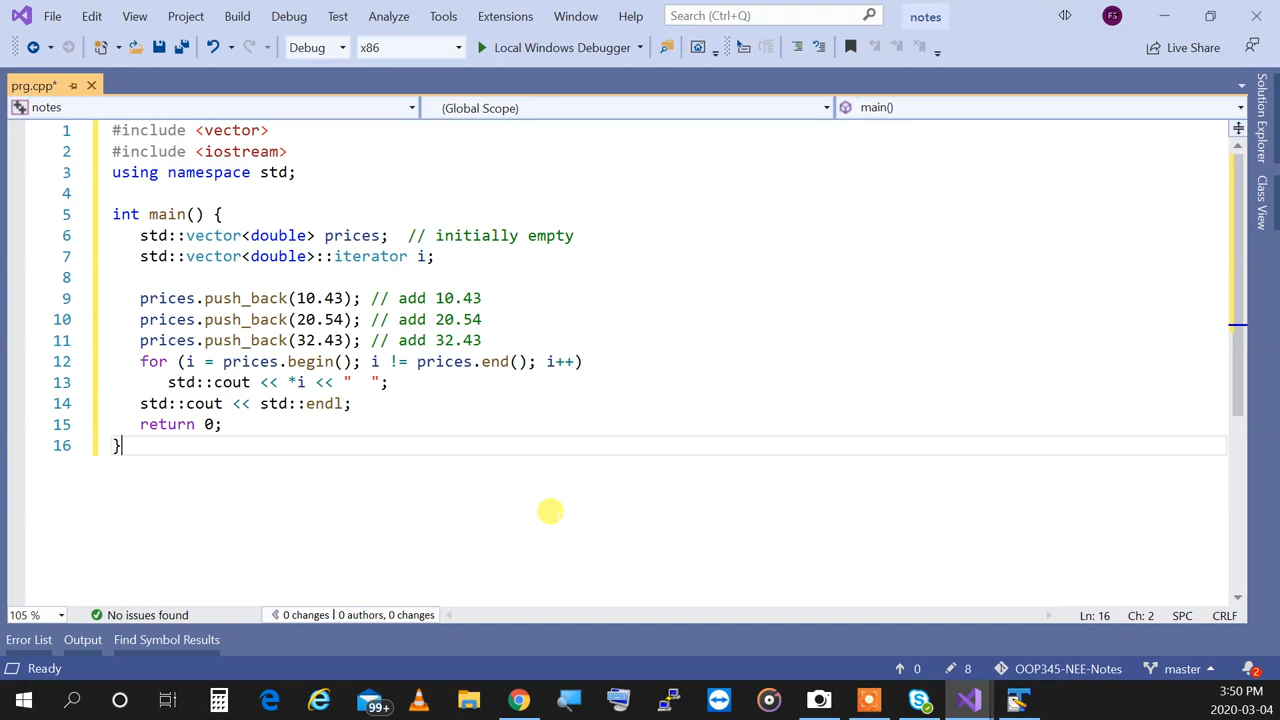 File Edit View Project Build Debug Test Analyze Tools Extensions Window Help Search (Ctrl+Q) notes FS
Debug x86 Local Windows Debugger Live Share
prg.cpp*
notes (Global Scope) main()
1 #include <vector>
2 #include <iostream>
3 using namespace std;
4
5 int main() {
6 std::vector<double> prices;  // initially empty
7 std::vector<double>::iterator i;
8
9 prices.push_back(10.43); // add 10.43
10 prices.push_back(20.54); // add 20.54
11 prices.push_back(32.43); // add 32.43
12 for (i = prices.begin(); i != prices.end(); i++)
13 std::cout << *i << "  ";
14 std::cout << std::endl;
15 return 0;
16 }
Solution Explorer
Class View
105 % No issues found 0 changes | 0 authors, 0 changes Ln: 16 Ch: 2 SPC CRLF
Error List Output Find Symbol Results
Ready 0 8 OOP345-NEE-Notes master 2
99+
3:50 PM
2020-03-04